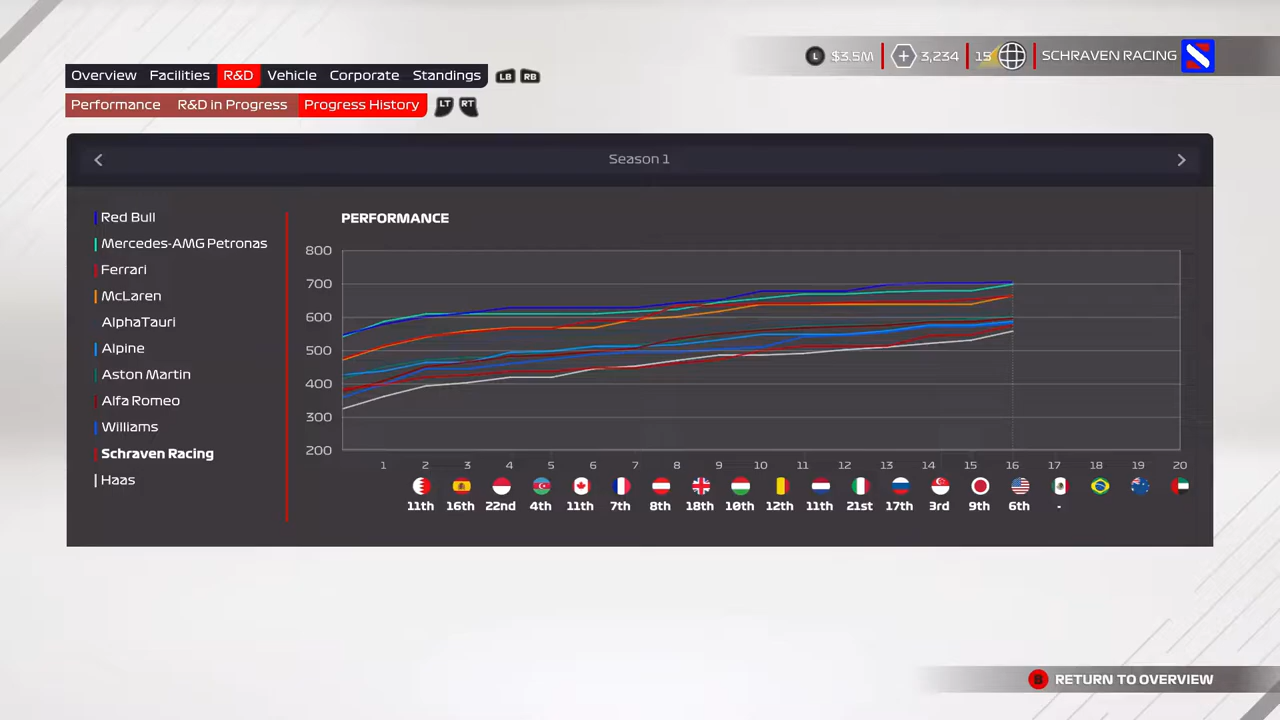 L $3.5M 3,234 15 SCHRAVEN RACING
Overview Facilities R&D Vehicle Corporate Standings LB RB
Performance R&D in Progress Progress History LT RT
Season 1
Red Bull
Mercedes-AMG Petronas
Ferrari
McLaren
AlphaTauri
Alpine
Aston Martin
Alfa Romeo
Williams
Schraven Racing
Haas
PERFORMANCE
800
700
600
500
400
300
200
1 2 3 4 5 6 7 8 9 10 11 12 13 14 15 16 17 18 19 20
11th 16th 22nd 4th 11th 7th 8th 18th 10th 12th 11th 21st 17th 3rd 9th 6th -
B RETURN TO OVERVIEW